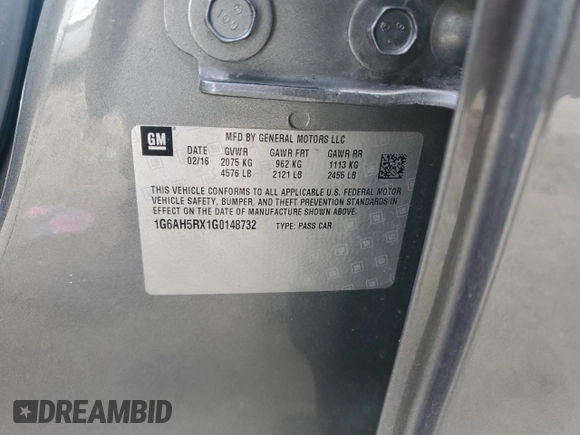 GM
MFD BY GENERAL MOTORS LLC
DATE GVWR GAWR FRT GAWR RR
02/16 2075 KG 962 KG 1113 KG
4576 LB 2121 LB 2455 LB
THIS VEHICLE CONFORMS TO ALL APPLICABLE U.S. FEDERAL MOTOR
VEHICLE SAFETY, BUMPER, AND THEFT PREVENTION STANDARDS IN
EFFECT ON THE DATE OF MANUFACTURE SHOWN ABOVE.
1G6AH5RX1G0148732 TYPE: PASS CAR
DREAMBID